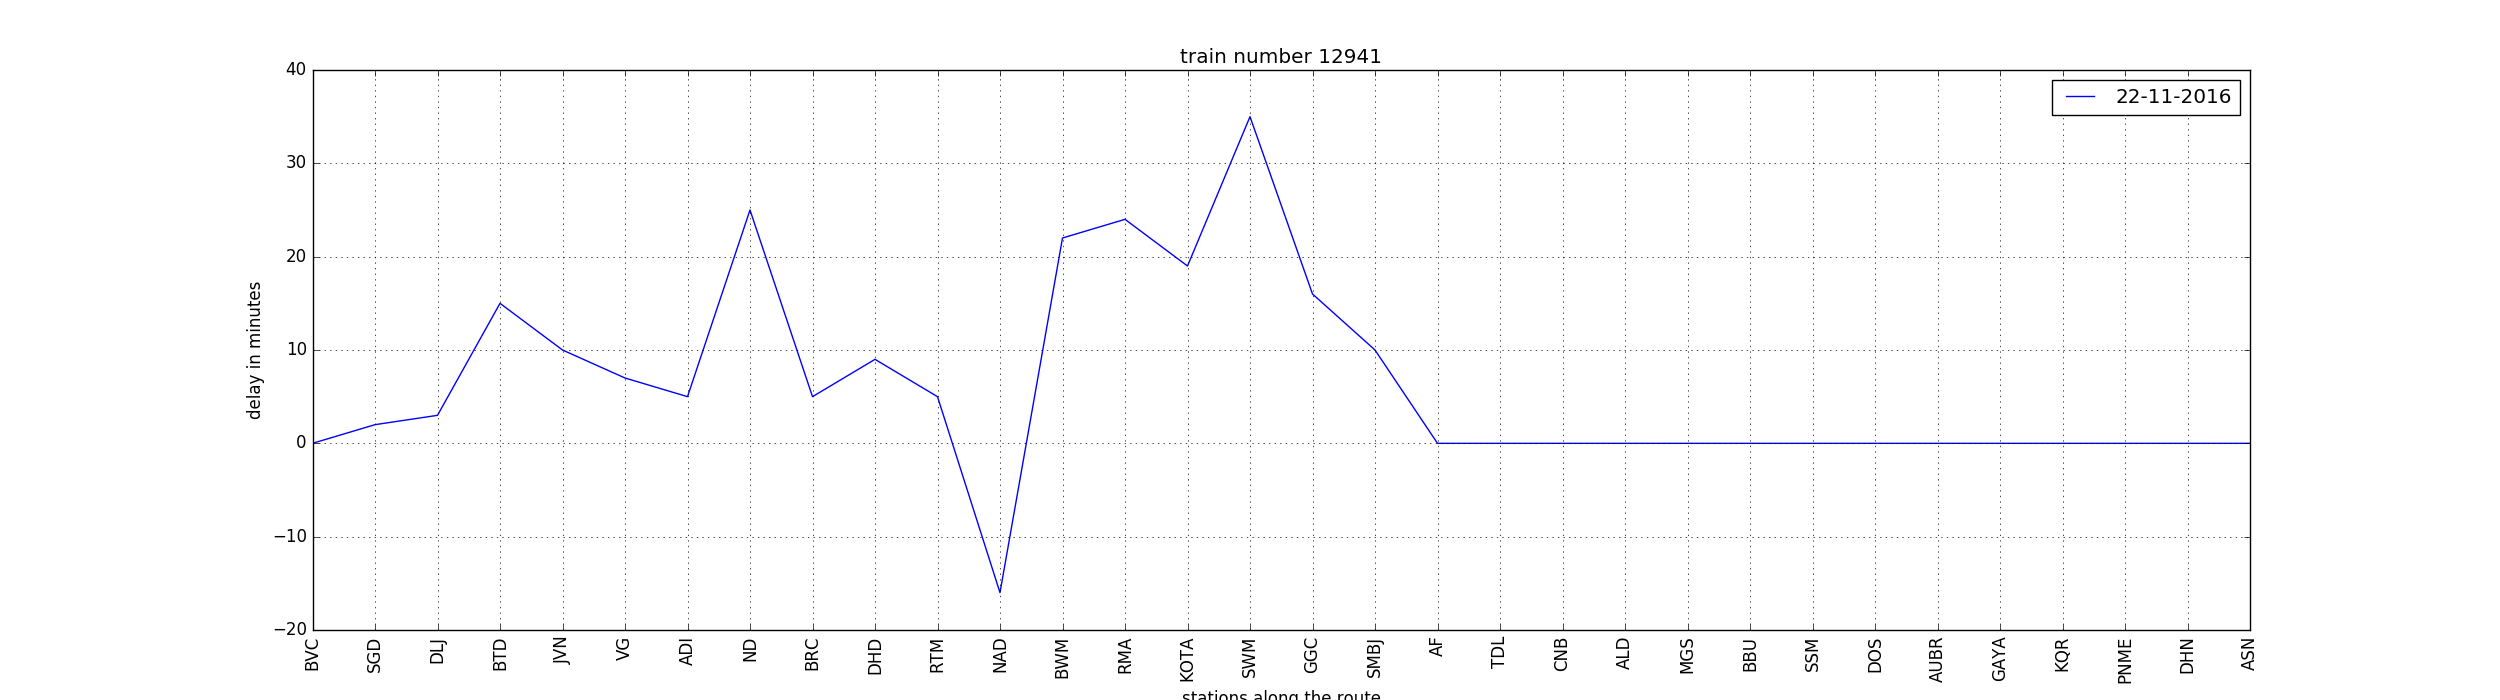 train number 12941
22-11-2016
40
30
20
10
0
−10
−20
delay in minutes
BVC
SGD
DLJ
BTD
JVN
VG
ADI
ND
BRC
DHD
RTM
NAD
BWM
RMA
KOTA
SWM
GGC
SMBJ
AF
TDL
CNB
ALD
MGS
BBU
SSM
DOS
AUBR
GAYA
KQR
PNME
DHN
ASN
stations along the route